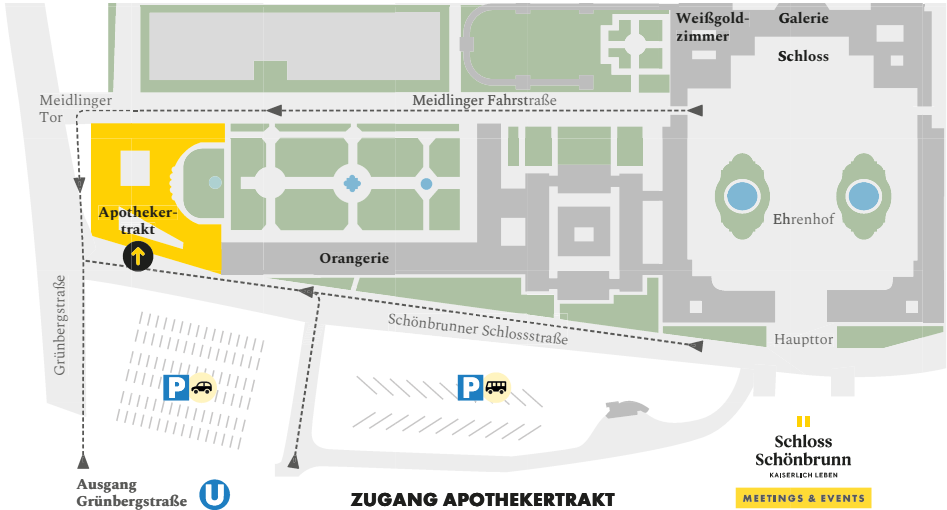 Weißgold-
zimmer
Galerie
Schloss
Meidlinger
Tor
Meidlinger Fahrstraße
Apotheker-
trakt
Ehrenhof
Orangerie
Grünbergstraße
Schönbrunner Schlossstraße
Haupttor
P
P
Ausgang
Grünbergstraße
U
ZUGANG APOTHEKERTRAKT
Schloss
Schönbrunn
KAISERLICH LEBEN
MEETINGS & EVENTS